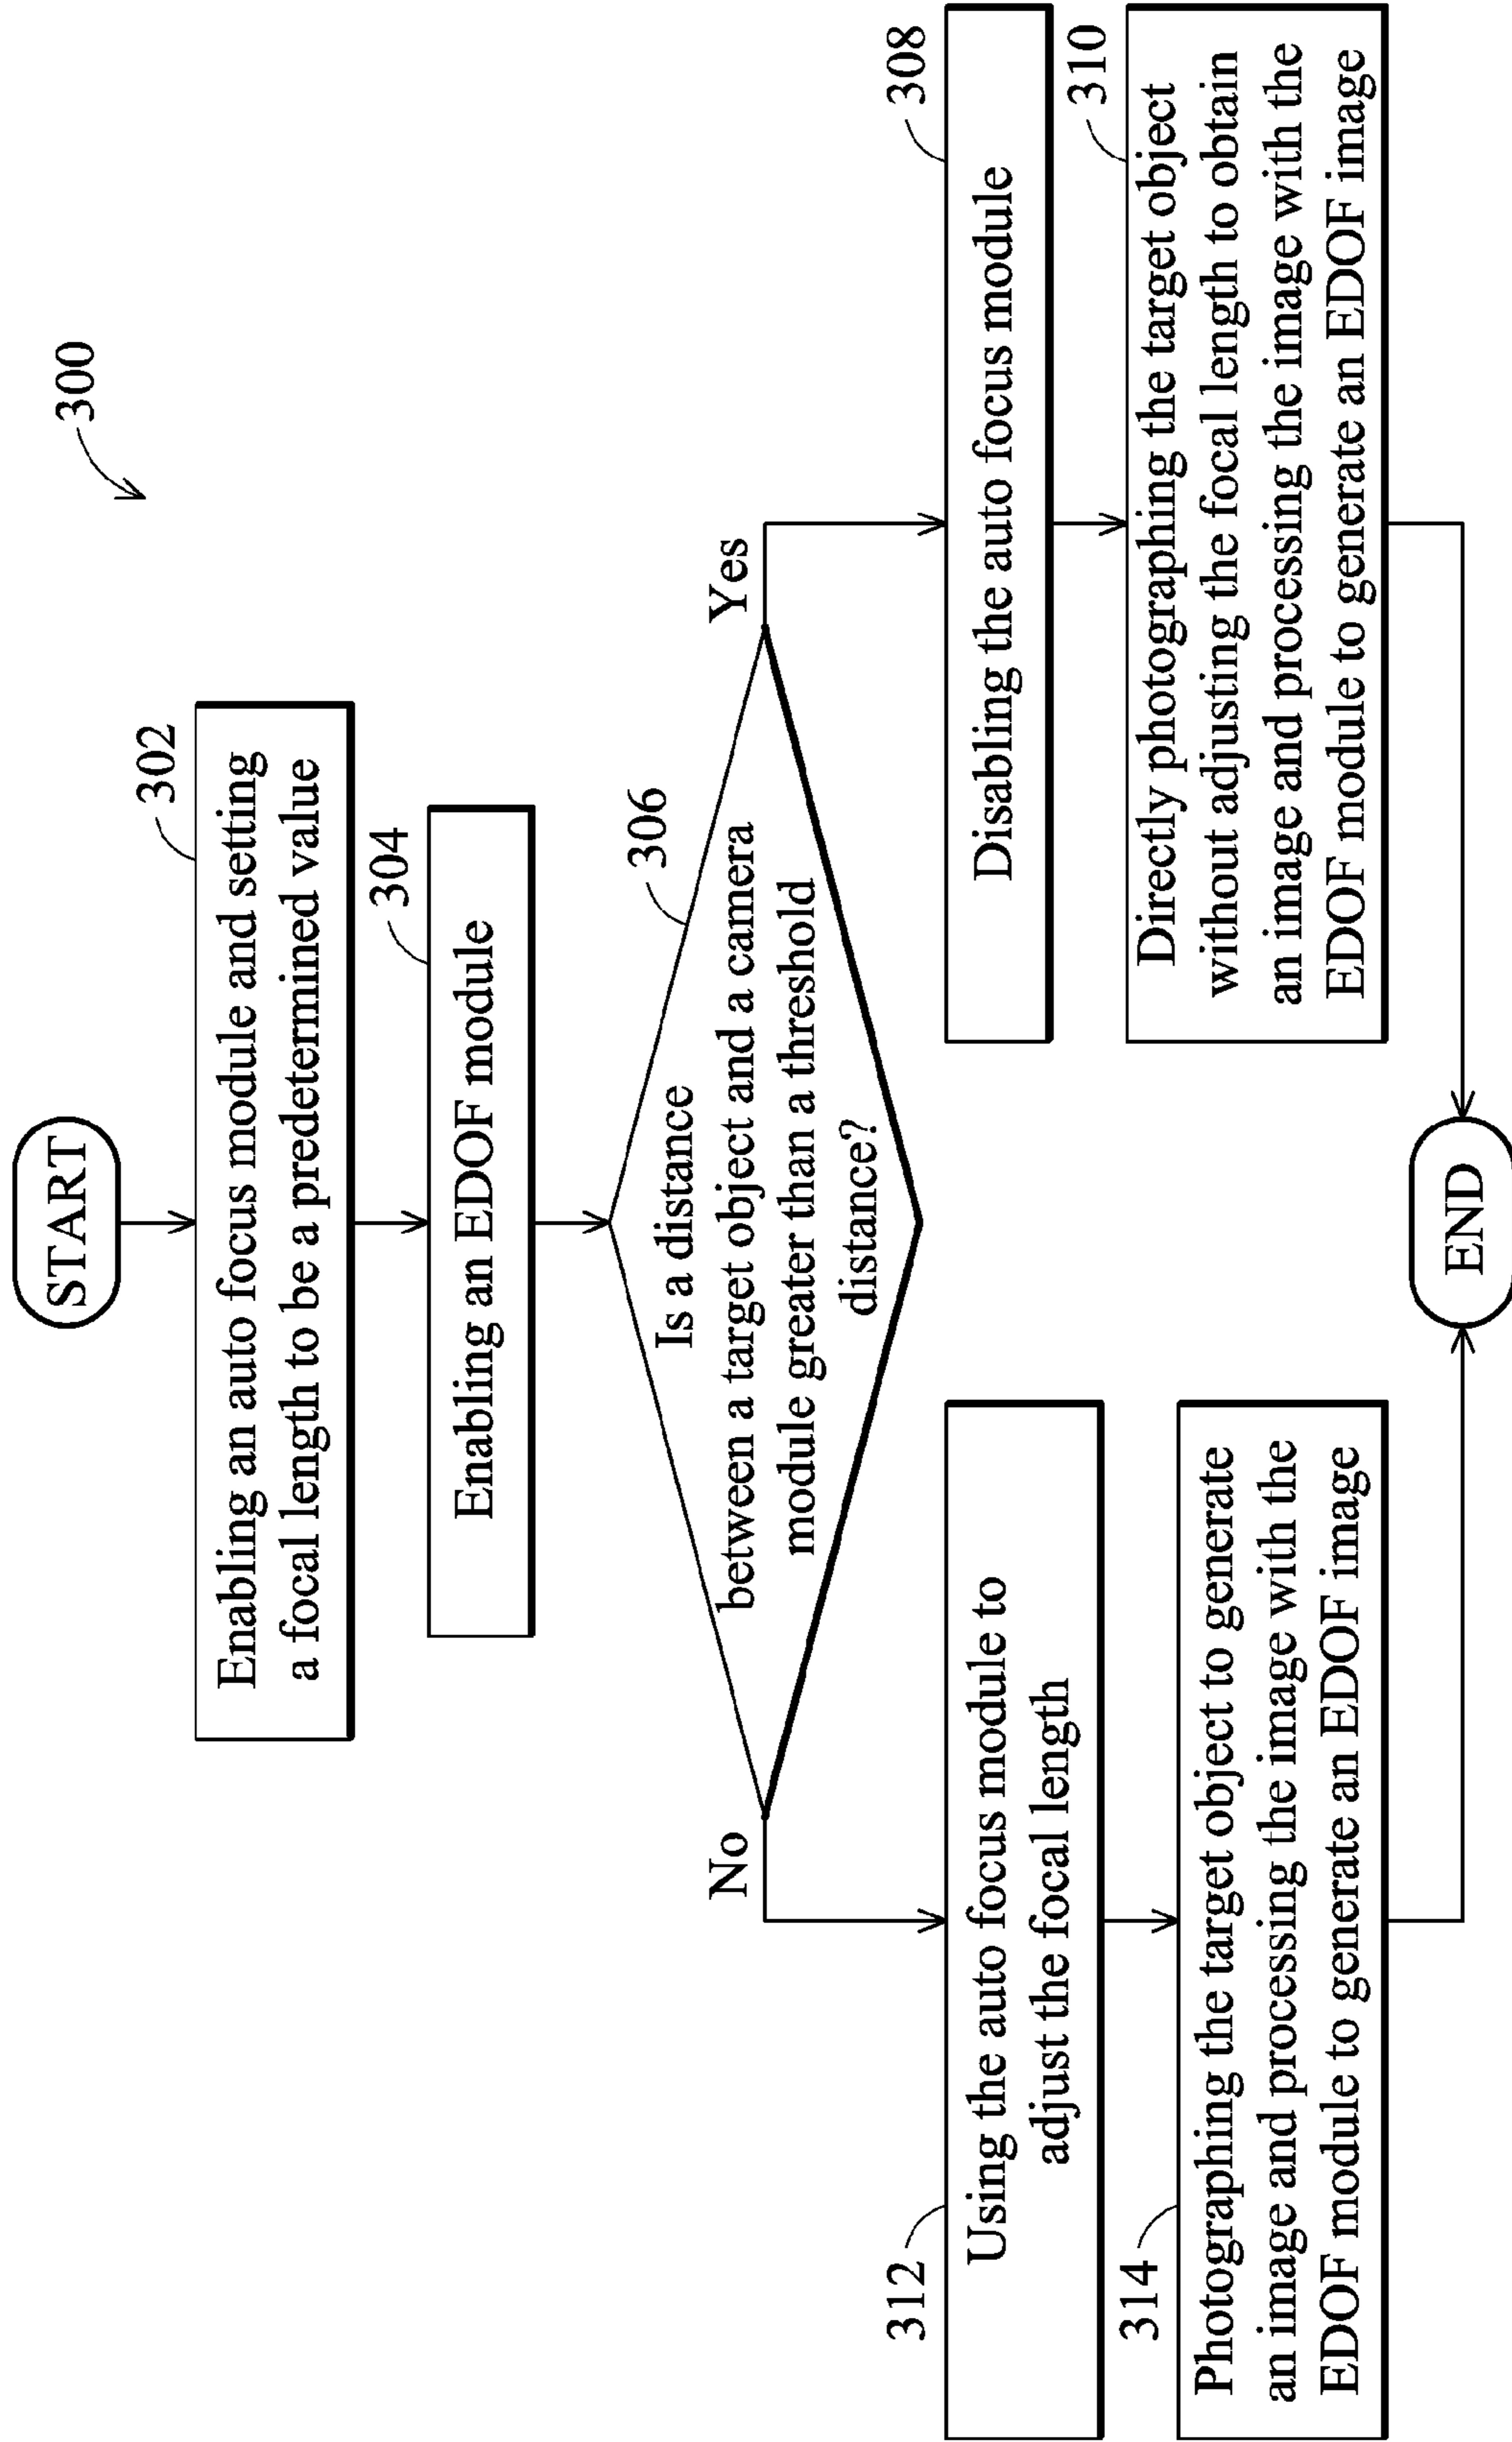 300
START
302
Enabling an auto focus module and setting
a focal length to be a predetermined value
304
Enabling an EDOF module
306
Is a distance
between a target object and a camera
module greater than a threshold
distance?
No
Yes
312
Using the auto focus module to
adjust the focal length
314
Photographing the target object to generate
an image and processing the image with the
EDOF module to generate an EDOF image
308
Disabling the auto focus module
310
Directly photographing the target object
without adjusting the focal length to obtain
an image and processing the image with the
EDOF module to generate an EDOF image
END